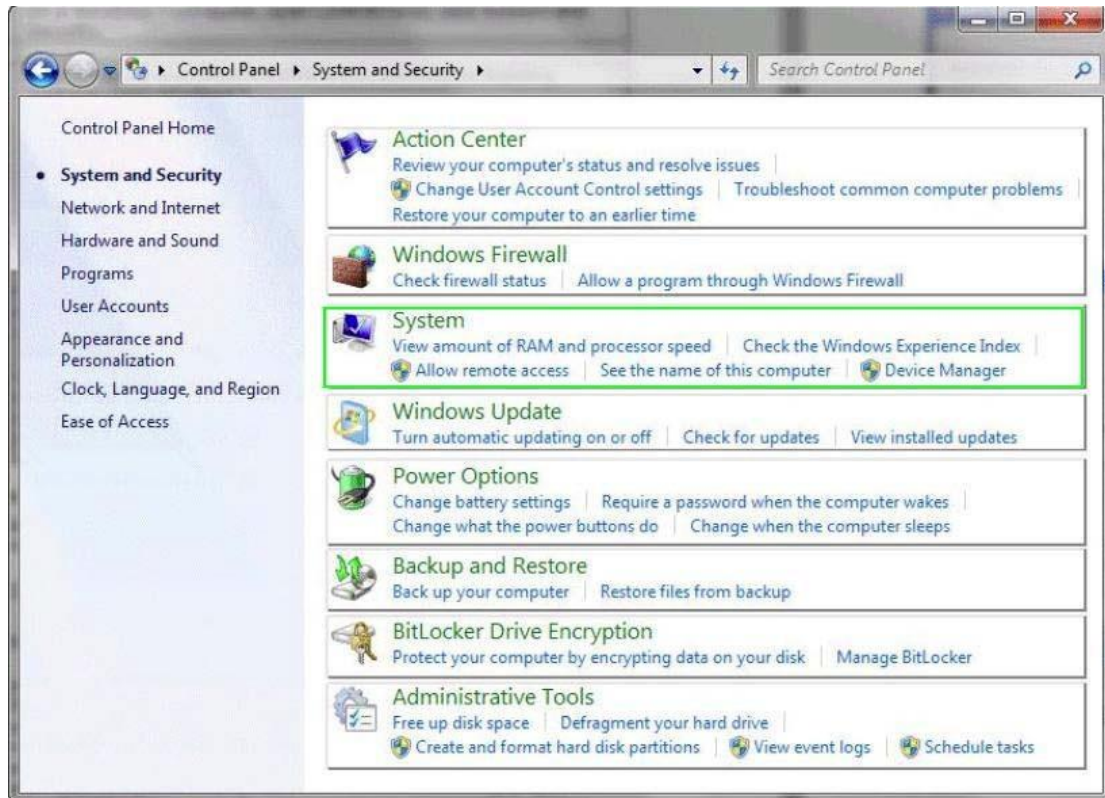 Control Panel ▸ System and Security ▸
Search Control Panel
Control Panel Home
System and Security
Network and Internet
Hardware and Sound
Programs
User Accounts
Appearance and
Personalization
Clock, Language, and Region
Ease of Access
Action Center
Review your computer's status and resolve issues
Change User Account Control settings | Troubleshoot common computer problems
Restore your computer to an earlier time
Windows Firewall
Check firewall status | Allow a program through Windows Firewall
System
View amount of RAM and processor speed | Check the Windows Experience Index
Allow remote access | See the name of this computer | Device Manager
Windows Update
Turn automatic updating on or off | Check for updates | View installed updates
Power Options
Change battery settings | Require a password when the computer wakes
Change what the power buttons do | Change when the computer sleeps
Backup and Restore
Back up your computer | Restore files from backup
BitLocker Drive Encryption
Protect your computer by encrypting data on your disk | Manage BitLocker
Administrative Tools
Free up disk space | Defragment your hard drive
Create and format hard disk partitions | View event logs | Schedule tasks